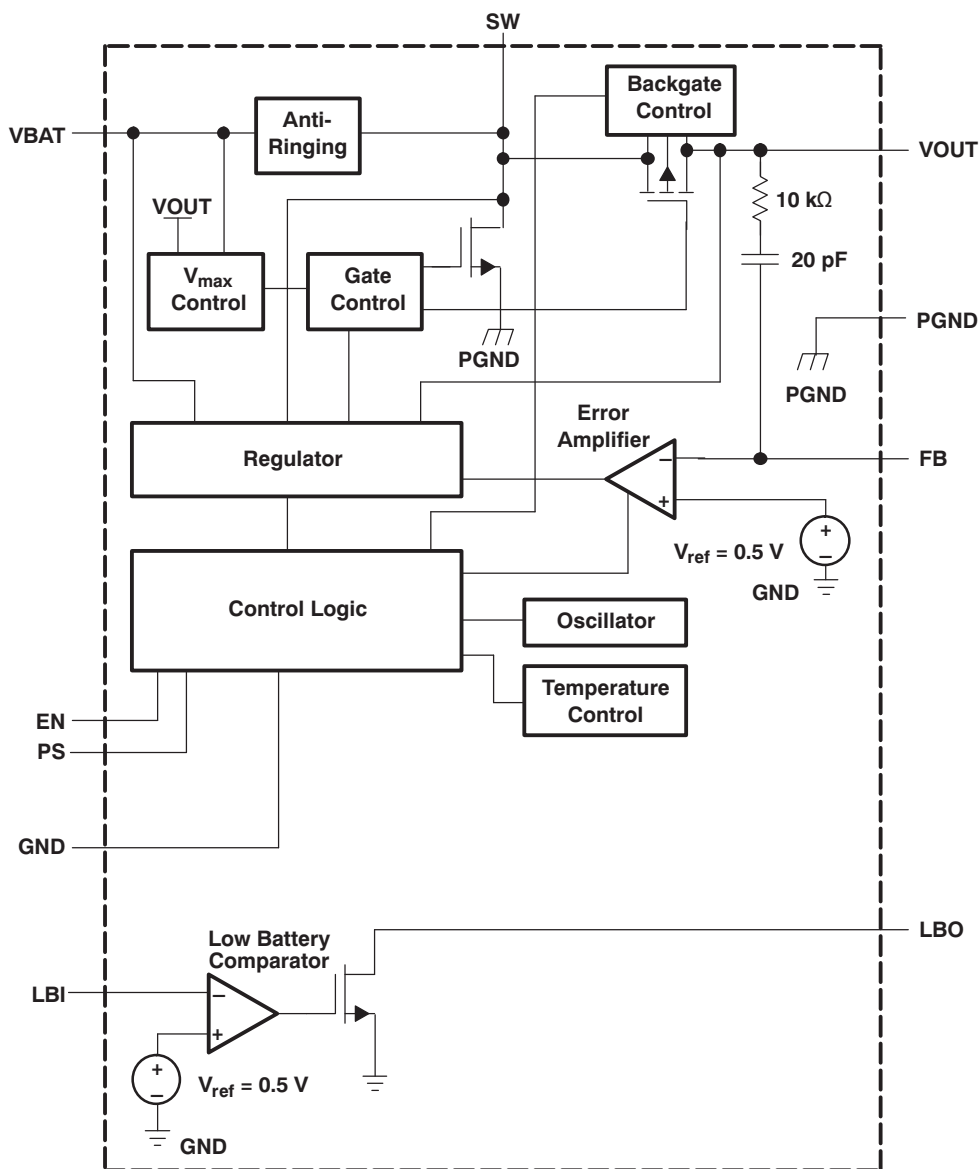 SW
Backgate
Control
Anti-
Ringing
VBAT
VOUT
VOUT
10 kΩ
20 pF
Vmax
Control
Gate
Control
PGND
PGND
PGND
Error
Amplifier
Regulator
−
FB
+
Vref = 0.5 V
+
−
GND
Control Logic
Oscillator
Temperature
Control
EN
PS
GND
LBO
Low Battery
Comparator
LBI
−
+
+
−
Vref = 0.5 V
GND